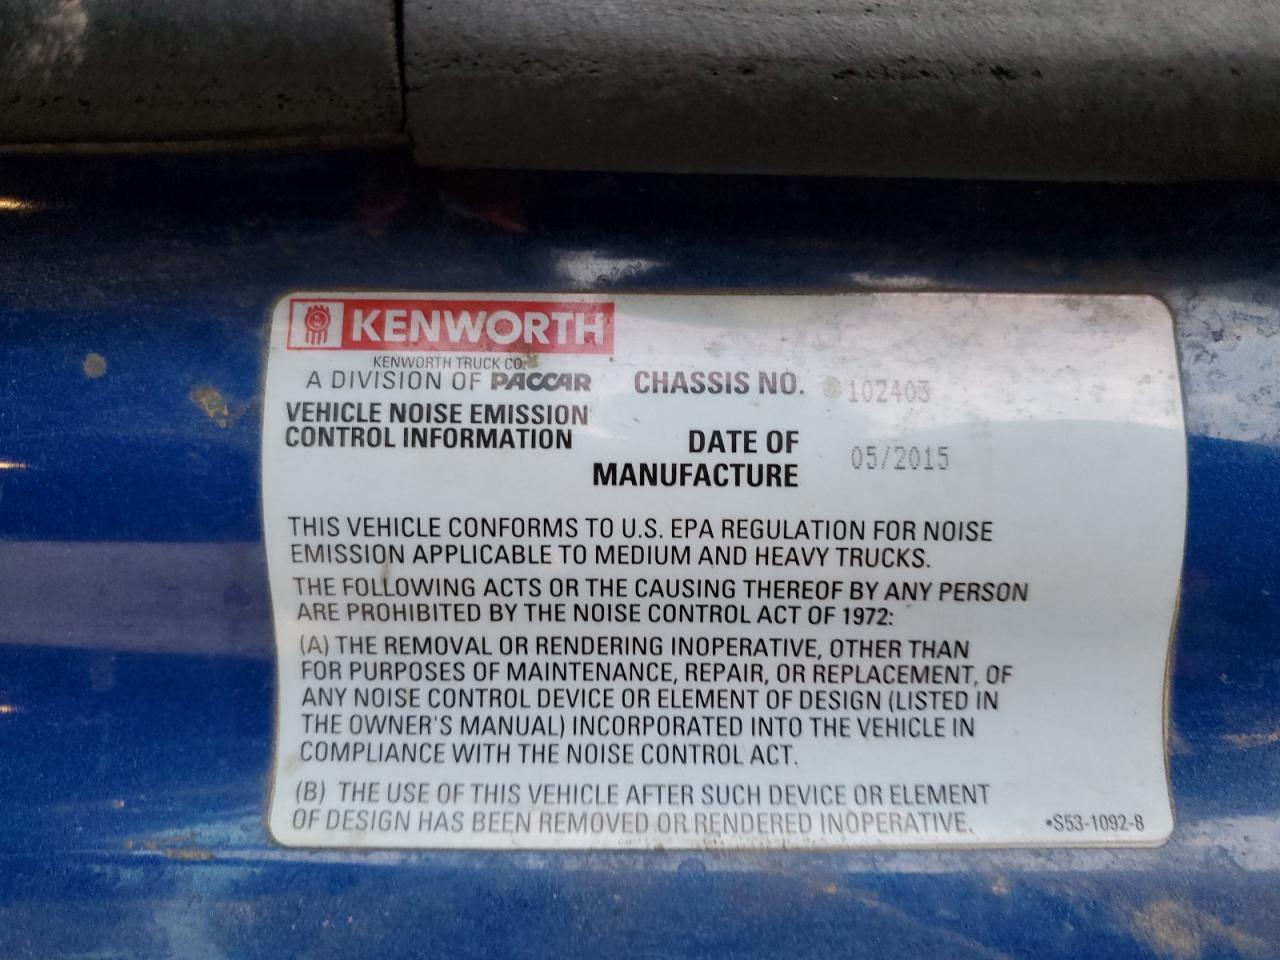 KENWORTH
KENWORTH TRUCK CO.
A DIVISION OF PACCAR
VEHICLE NOISE EMISSION
CONTROL INFORMATION
CHASSIS NO. 102403
DATE OF
MANUFACTURE
05/2015
THIS VEHICLE CONFORMS TO U.S. EPA REGULATION FOR NOISE
EMISSION APPLICABLE TO MEDIUM AND HEAVY TRUCKS.
THE FOLLOWING ACTS OR THE CAUSING THEREOF BY ANY PERSON
ARE PROHIBITED BY THE NOISE CONTROL ACT OF 1972:
(A) THE REMOVAL OR RENDERING INOPERATIVE, OTHER THAN
FOR PURPOSES OF MAINTENANCE, REPAIR, OR REPLACEMENT, OF
ANY NOISE CONTROL DEVICE OR ELEMENT OF DESIGN (LISTED IN
THE OWNER'S MANUAL) INCORPORATED INTO THE VEHICLE IN
COMPLIANCE WITH THE NOISE CONTROL ACT.
(B) THE USE OF THIS VEHICLE AFTER SUCH DEVICE OR ELEMENT
OF DESIGN HAS BEEN REMOVED OR RENDERED INOPERATIVE.
•S53-1092-8